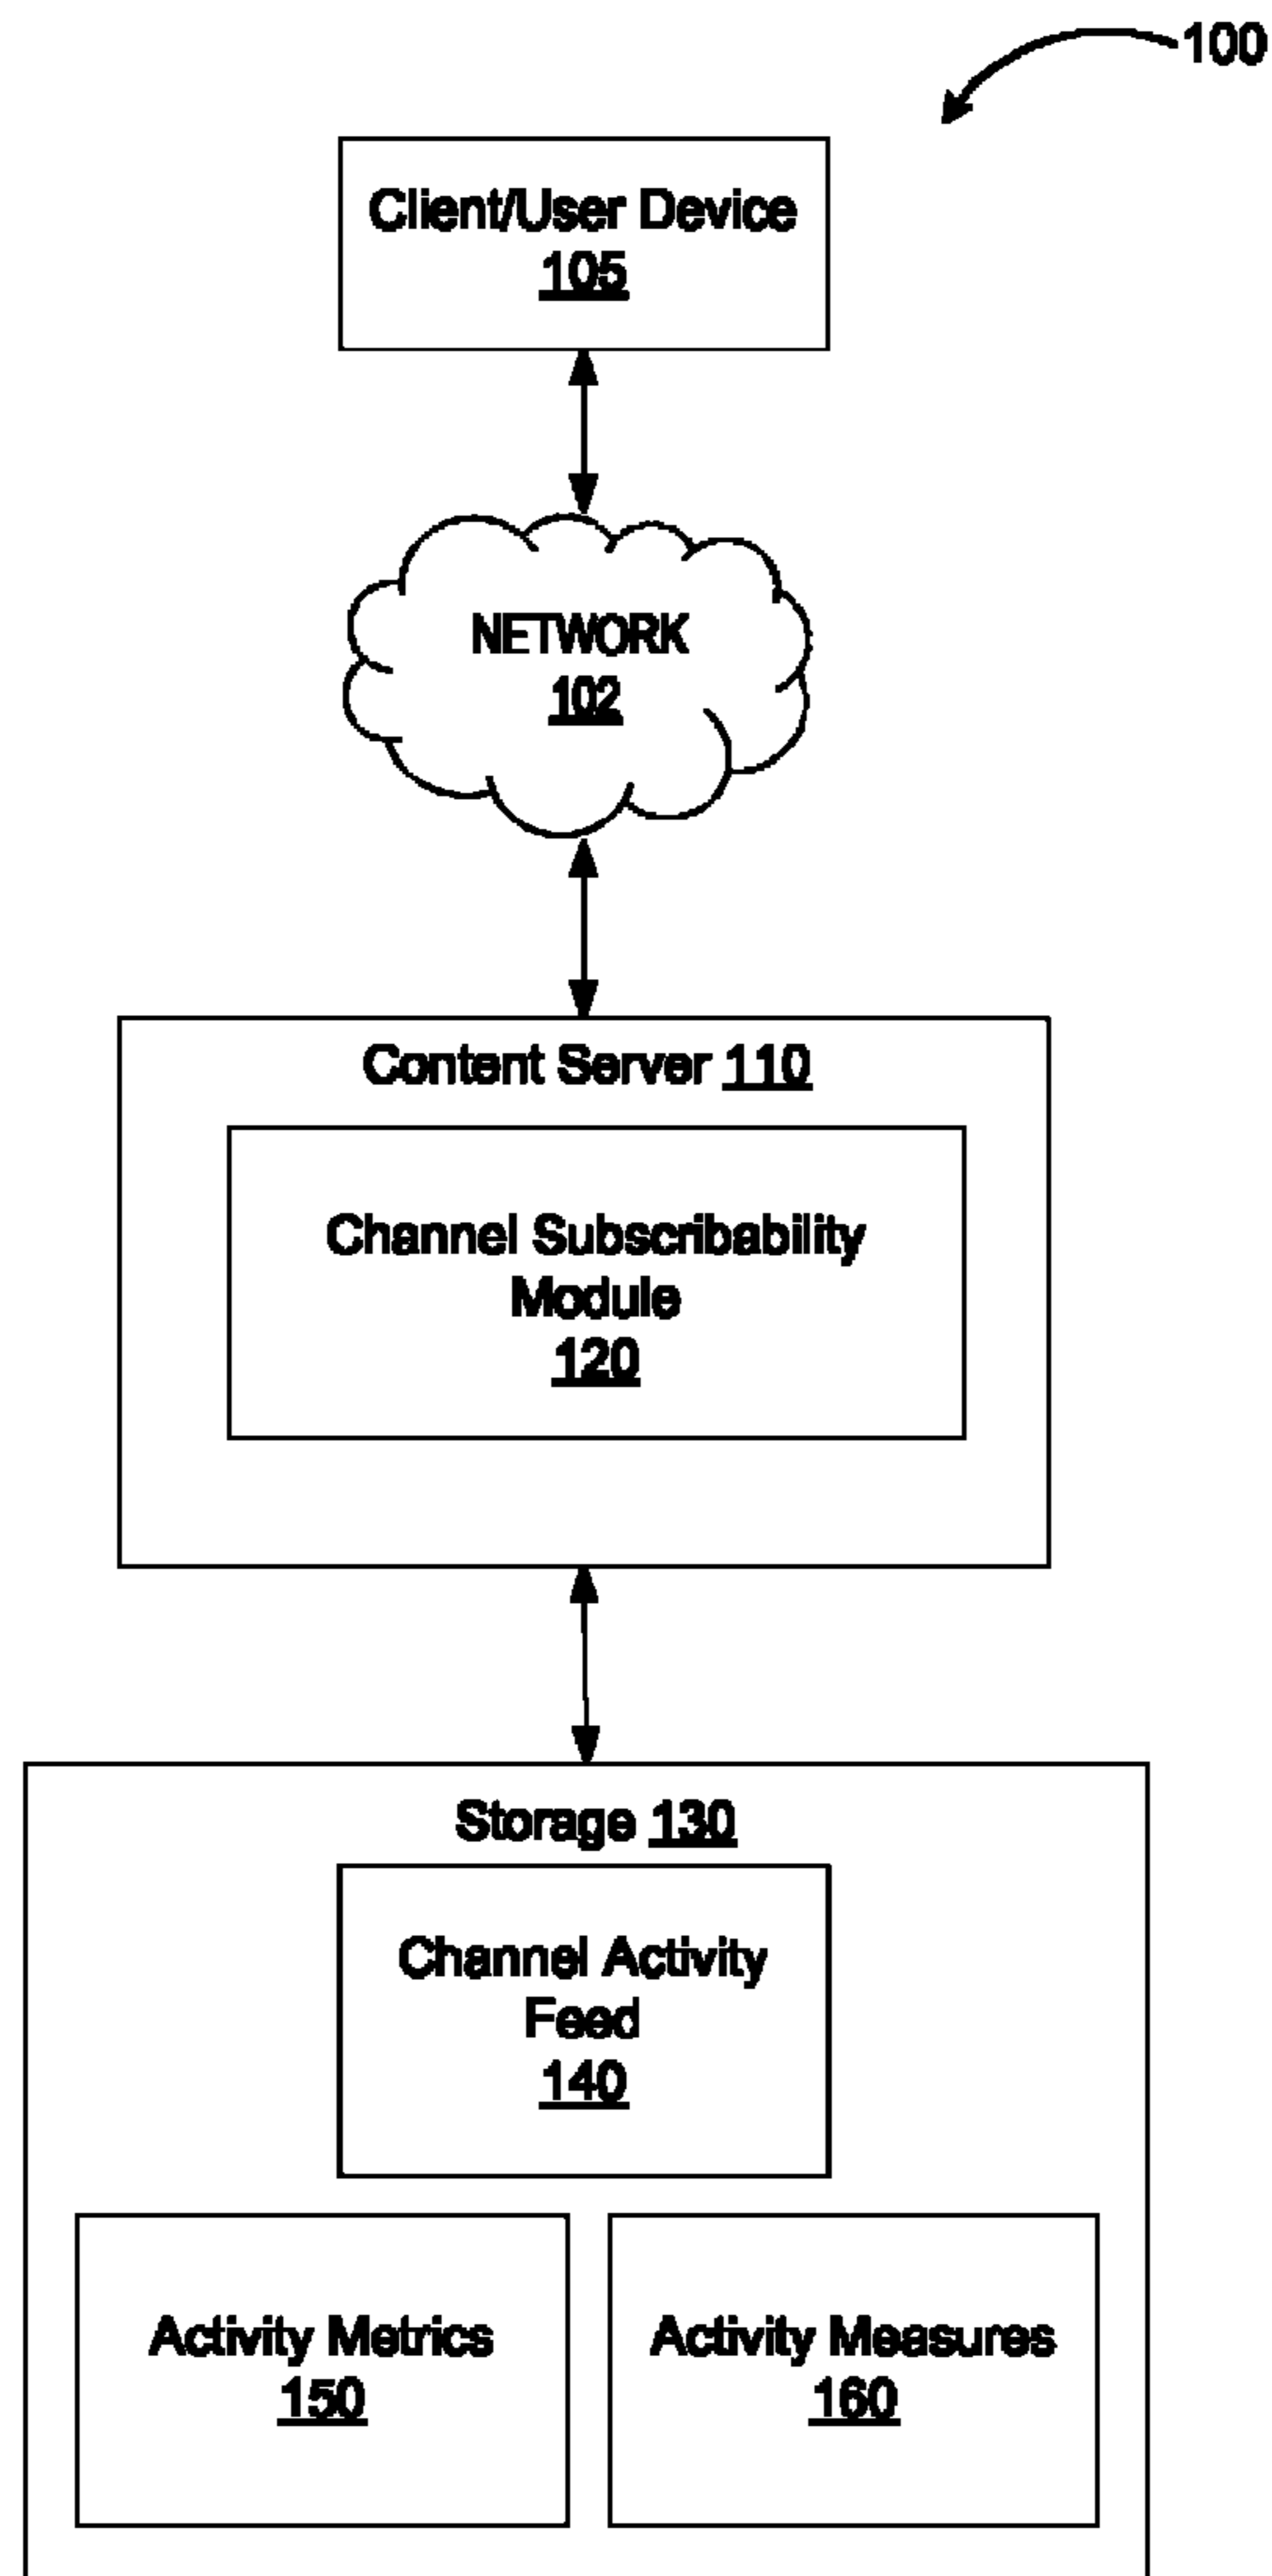 100
Client/User Device
105
NETWORK
102
Content Server 110
Channel Subscribability
Module
120
Storage 130
Channel Activity
Feed
140
Activity Metrics
150
Activity Measures
160